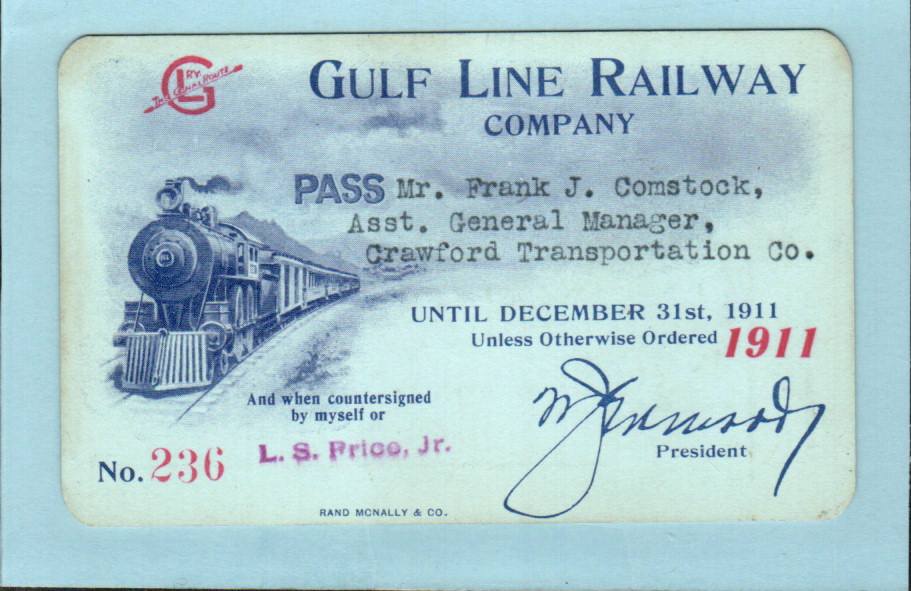 RY.
THE CANAL ROUTE
GULF LINE RAILWAY
COMPANY
PASS Mr. Frank J. Comstock,
Asst. General Manager,
Crawford Transportation Co.
UNTIL DECEMBER 31st, 1911
Unless Otherwise Ordered 1911
And when countersigned
by myself or
President
L. S. Price, Jr.
No. 236
RAND MCNALLY & CO.